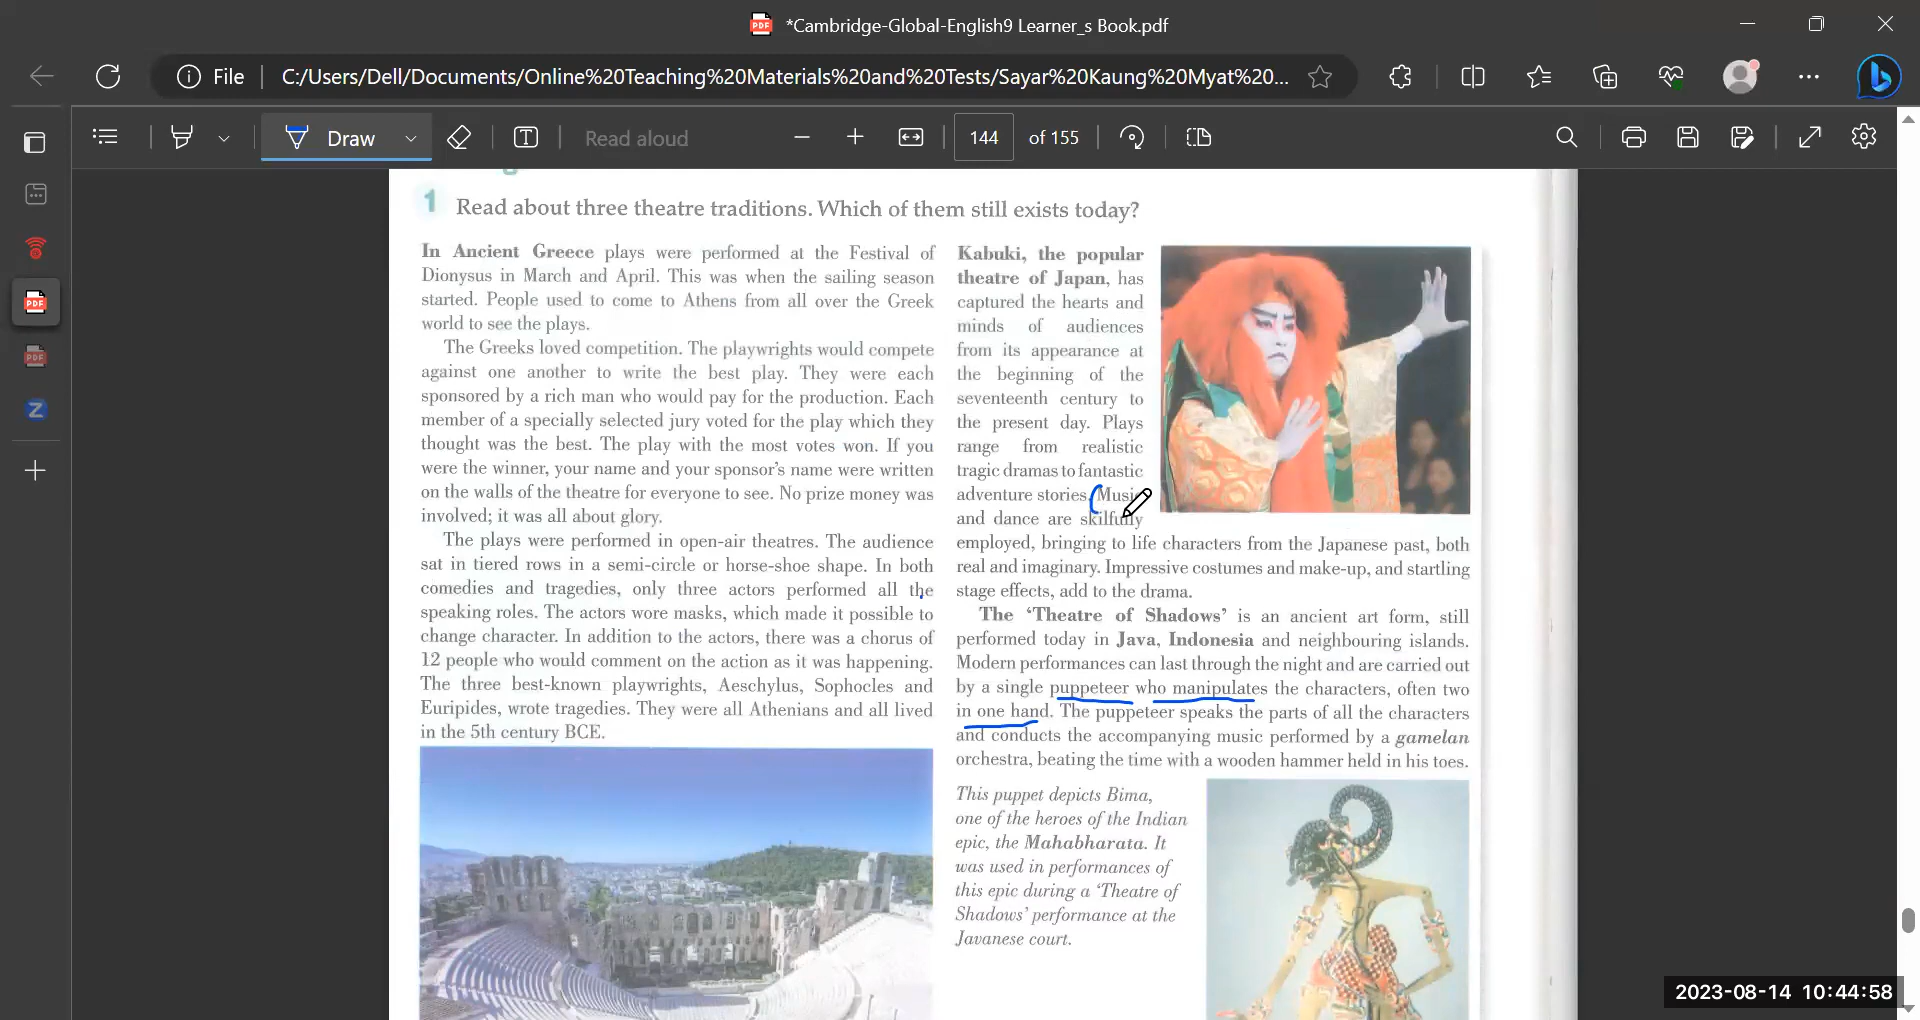 *Cambridge-Global-English9 Learner_s Book.pdf
File
C:/Users/Dell/Documents/Online%20Teaching%20Materials%20and%20Tests/Sayar%20Kaung%20Myat%20...
Draw
Read aloud
144 of 155
1 Read about three theatre traditions. Which of them still exists today?
In Ancient Greece plays were performed at the Festival of
Dionysus in March and April. This was when the sailing season
started. People used to come to Athens from all over the Greek
world to see the plays.
The Greeks loved competition. The playwrights would compete
against one another to write the best play. They were each
sponsored by a rich man who would pay for the production. Each
member of a specially selected jury voted for the play which they
thought was the best. The play with the most votes won. If you
were the winner, your name and your sponsor's name were written
on the walls of the theatre for everyone to see. No prize money was
involved; it was all about glory.
The plays were performed in open-air theatres. The audience
sat in tiered rows in a semi-circle or horse-shoe shape. In both
comedies and tragedies, only three actors performed all the
speaking roles. The actors wore masks, which made it possible to
change character. In addition to the actors, there was a chorus of
12 people who would comment on the action as it was happening.
The three best-known playwrights, Aeschylus, Sophocles and
Euripides, wrote tragedies. They were all Athenians and all lived
in the 5th century BCE.
Kabuki, the popular
theatre of Japan, has
captured the hearts and
minds of audiences
from its appearance at
the beginning of the
seventeenth century to
the present day. Plays
range from realistic
tragic dramas to fantastic
adventure stories. Music
and dance are skilfully
employed, bringing to life characters from the Japanese past, both
real and imaginary. Impressive costumes and make-up, and startling
stage effects, add to the drama.
The ‘Theatre of Shadows’ is an ancient art form, still
performed today in Java, Indonesia and neighbouring islands.
Modern performances can last through the night and are carried out
by a single puppeteer who manipulates the characters, often two
in one hand. The puppeteer speaks the parts of all the characters
and conducts the accompanying music performed by a gamelan
orchestra, beating the time with a wooden hammer held in his toes.
This puppet depicts Bima,
one of the heroes of the Indian
epic, the Mahabharata. It
was used in performances of
this epic during a ‘Theatre of
Shadows’ performance at the
Javanese court.
2023-08-14 10:44:58